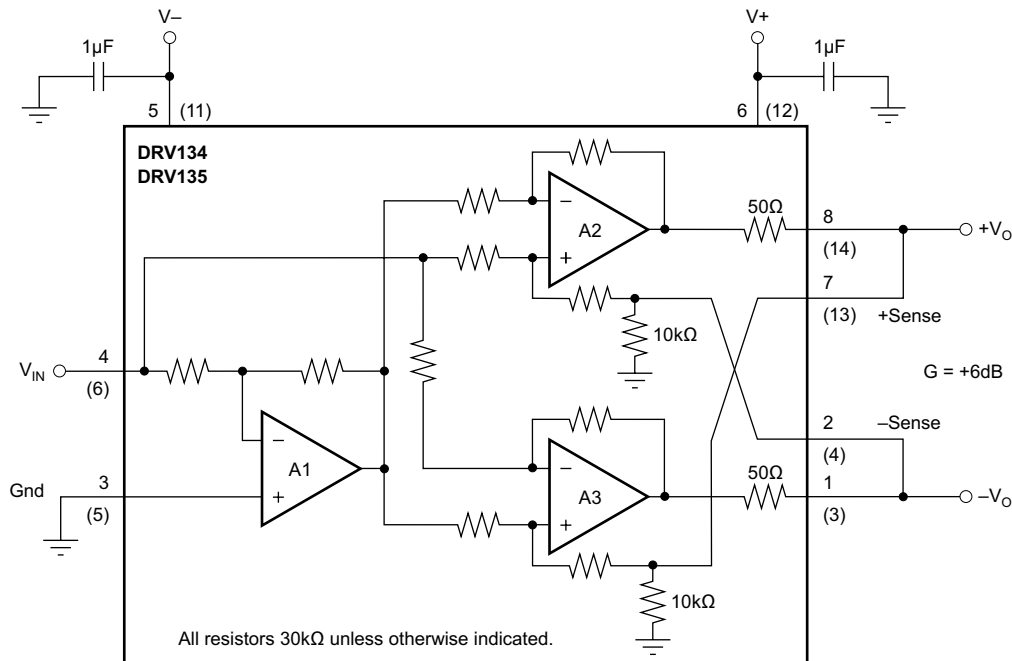 V–
V+
1µF
1µF
5 (11)
6 (12)
DRV134
DRV135
–
A2
+
50Ω
8
(14)
+VO
7
(13)
+Sense
10kΩ
VIN
4
(6)
G = +6dB
–
A1
+
Gnd
3
(5)
–
A3
+
–Sense
2
(4)
50Ω
1
(3)
–VO
10kΩ
All resistors 30kΩ unless otherwise indicated.